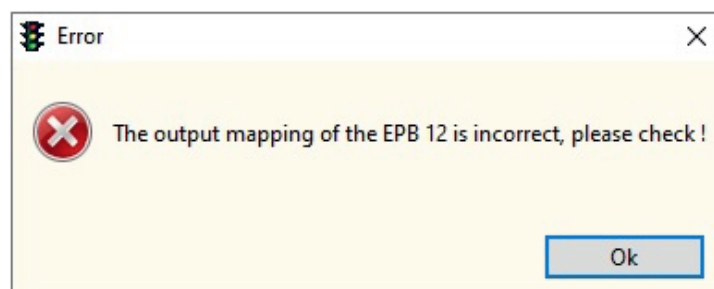 Error
The output mapping of the EPB 12 is incorrect, please check !
Ok